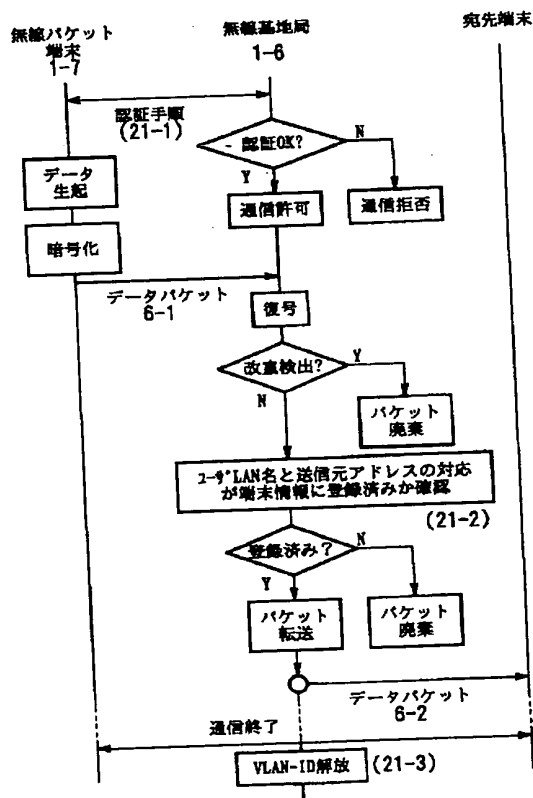 無線パケット
端末
1-7
無線基地局
1-6
宛先端末
認証手順
(21-1)
認証OK?
N
Y
データ
生起
通信許可
通信拒否
暗号化
データパケット
6-1
復号
改竄検出?
Y
N
パケット
廃棄
ユーザLAN名と送信元アドレスの対応
が端末情報に登録済みか確認
(21-2)
登録済み?
N
Y
パケット
転送
パケット
廃棄
データパケット
6-2
通信終了
VLAN-ID解放
(21-3)